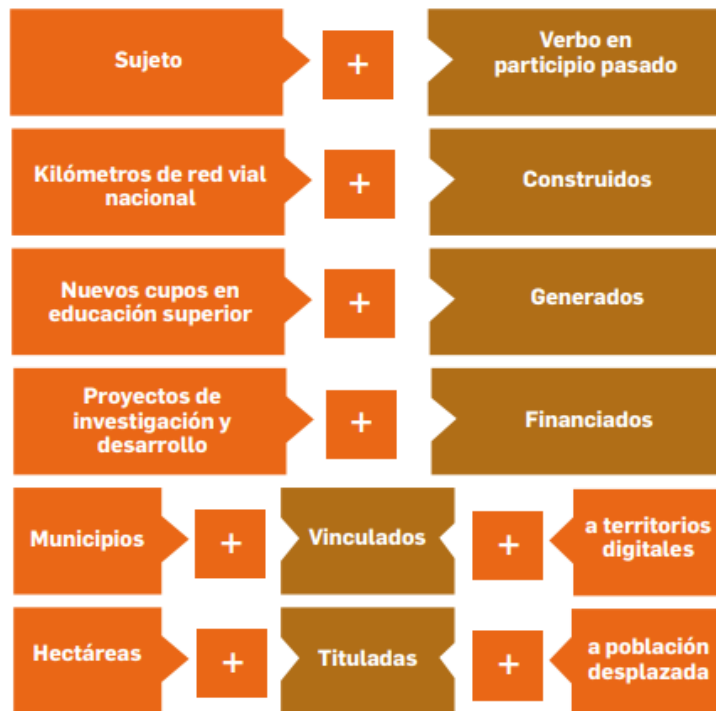 Sujeto
+
Verbo en
participio pasado
Kilómetros de red vial
nacional
+
Construidos
Nuevos cupos en
educación superior
+
Generados
Proyectos de
investigación y
desarrollo
+
Financiados
Municipios
+
Vinculados
+
a territorios
digitales
Hectáreas
+
Tituladas
+
a población
desplazada